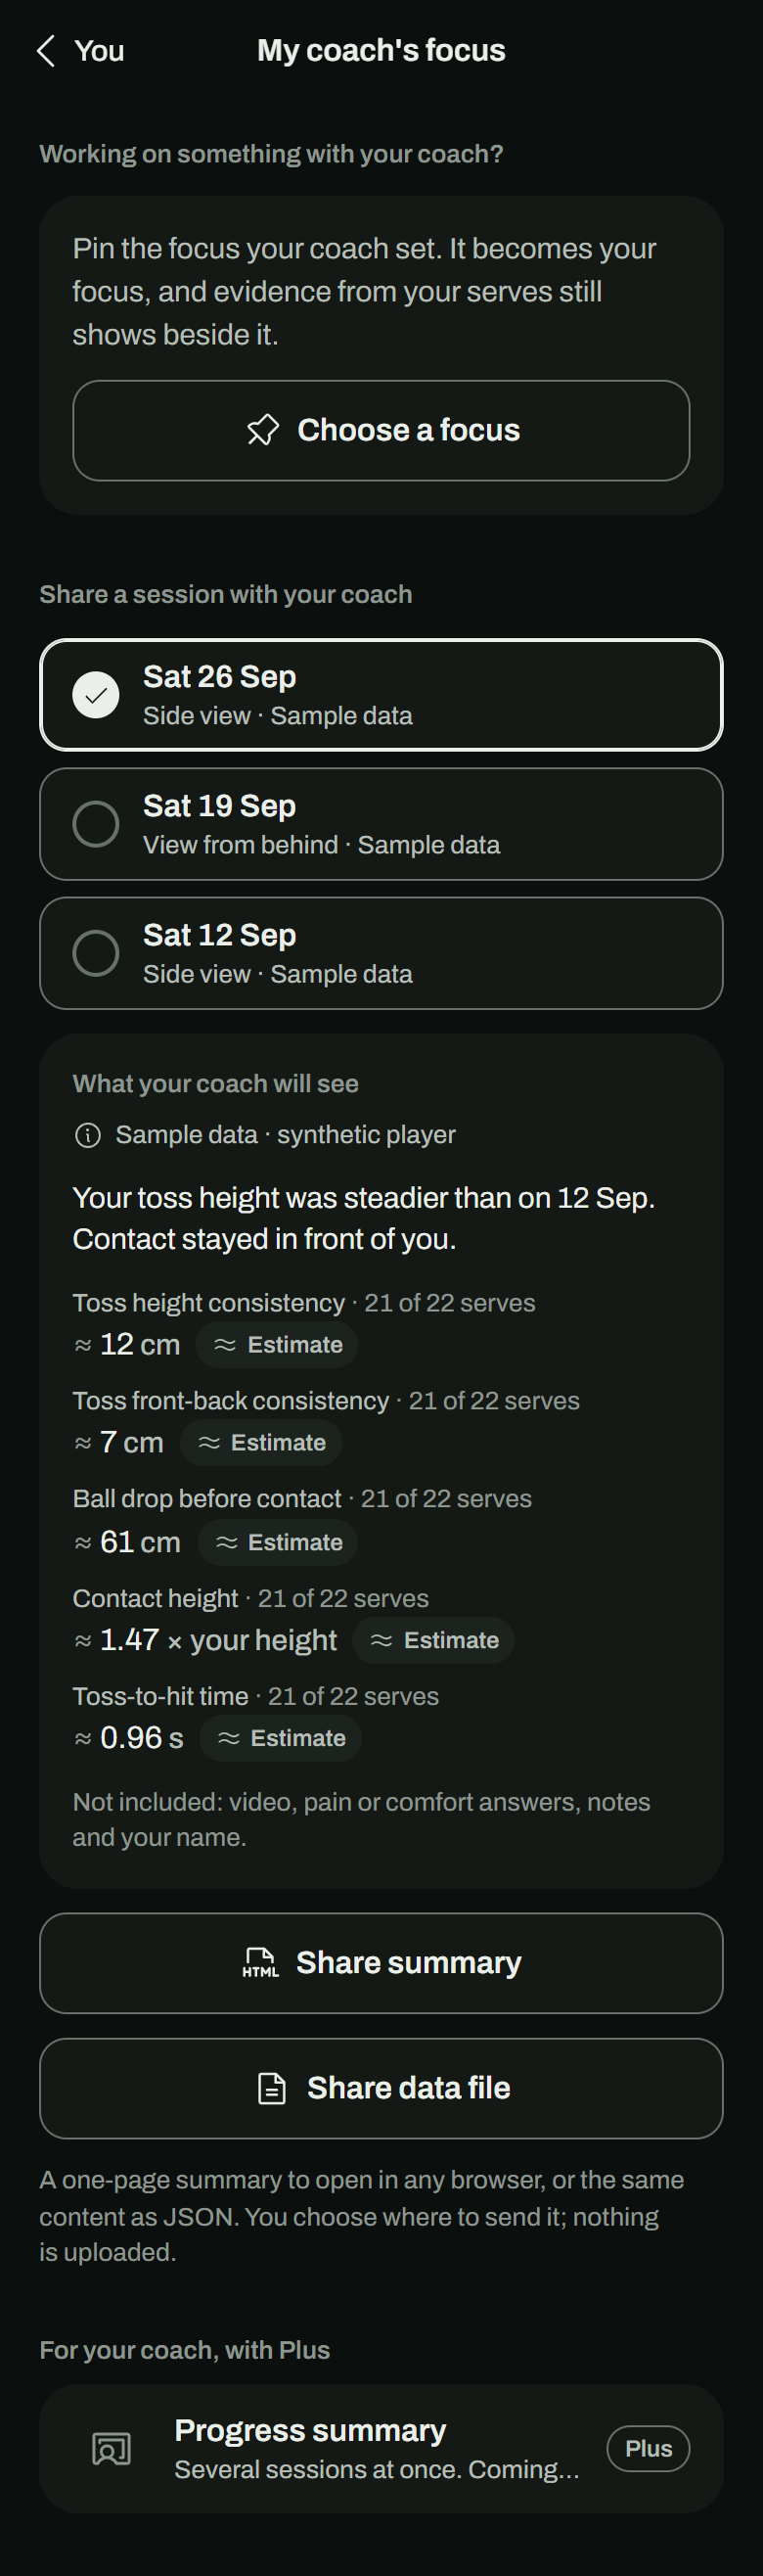 You
My coach's focus
Working on something with your coach?
Pin the focus your coach set. It becomes your
focus, and evidence from your serves still
shows beside it.
Choose a focus
Share a session with your coach
Sat 26 Sep
Side view · Sample data
Sat 19 Sep
View from behind · Sample data
Sat 12 Sep
Side view · Sample data
What your coach will see
Sample data · synthetic player
Your toss height was steadier than on 12 Sep.
Contact stayed in front of you.
Toss height consistency · 21 of 22 serves
≈ 12 cm Estimate
Toss front-back consistency · 21 of 22 serves
≈ 7 cm Estimate
Ball drop before contact · 21 of 22 serves
≈ 61 cm Estimate
Contact height · 21 of 22 serves
≈ 1.47 × your height Estimate
Toss-to-hit time · 21 of 22 serves
≈ 0.96 s Estimate
Not included: video, pain or comfort answers, notes
and your name.
HTML Share summary
Share data file
A one-page summary to open in any browser, or the same
content as JSON. You choose where to send it; nothing
is uploaded.
For your coach, with Plus
Progress summary
Several sessions at once. Coming...
Plus